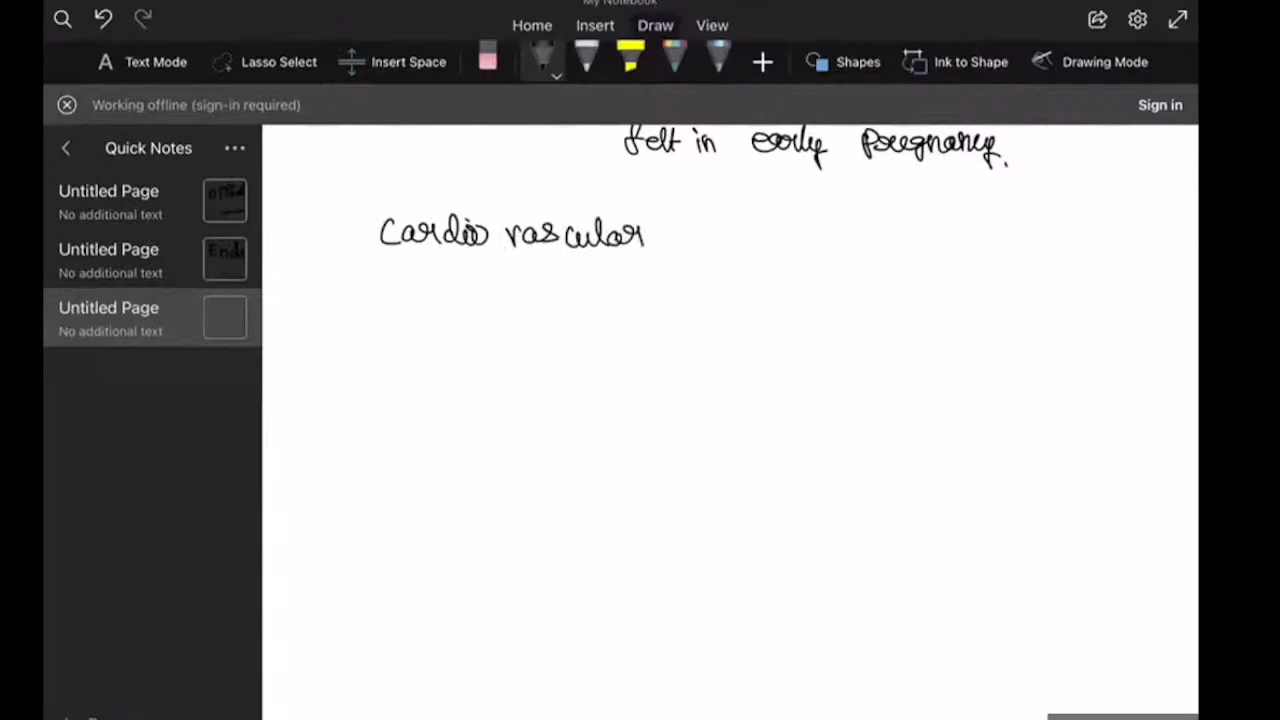 My Notebook
Home Insert Draw View
Text Mode Lasso Select Insert Space Shapes Ink to Shape Drawing Mode
Working offline (sign-in required) Sign in
Quick Notes
felt in early pregnancy.
Untitled Page
No additional text
cardio vascular
Untitled Page
No additional text
Untitled Page
No additional text